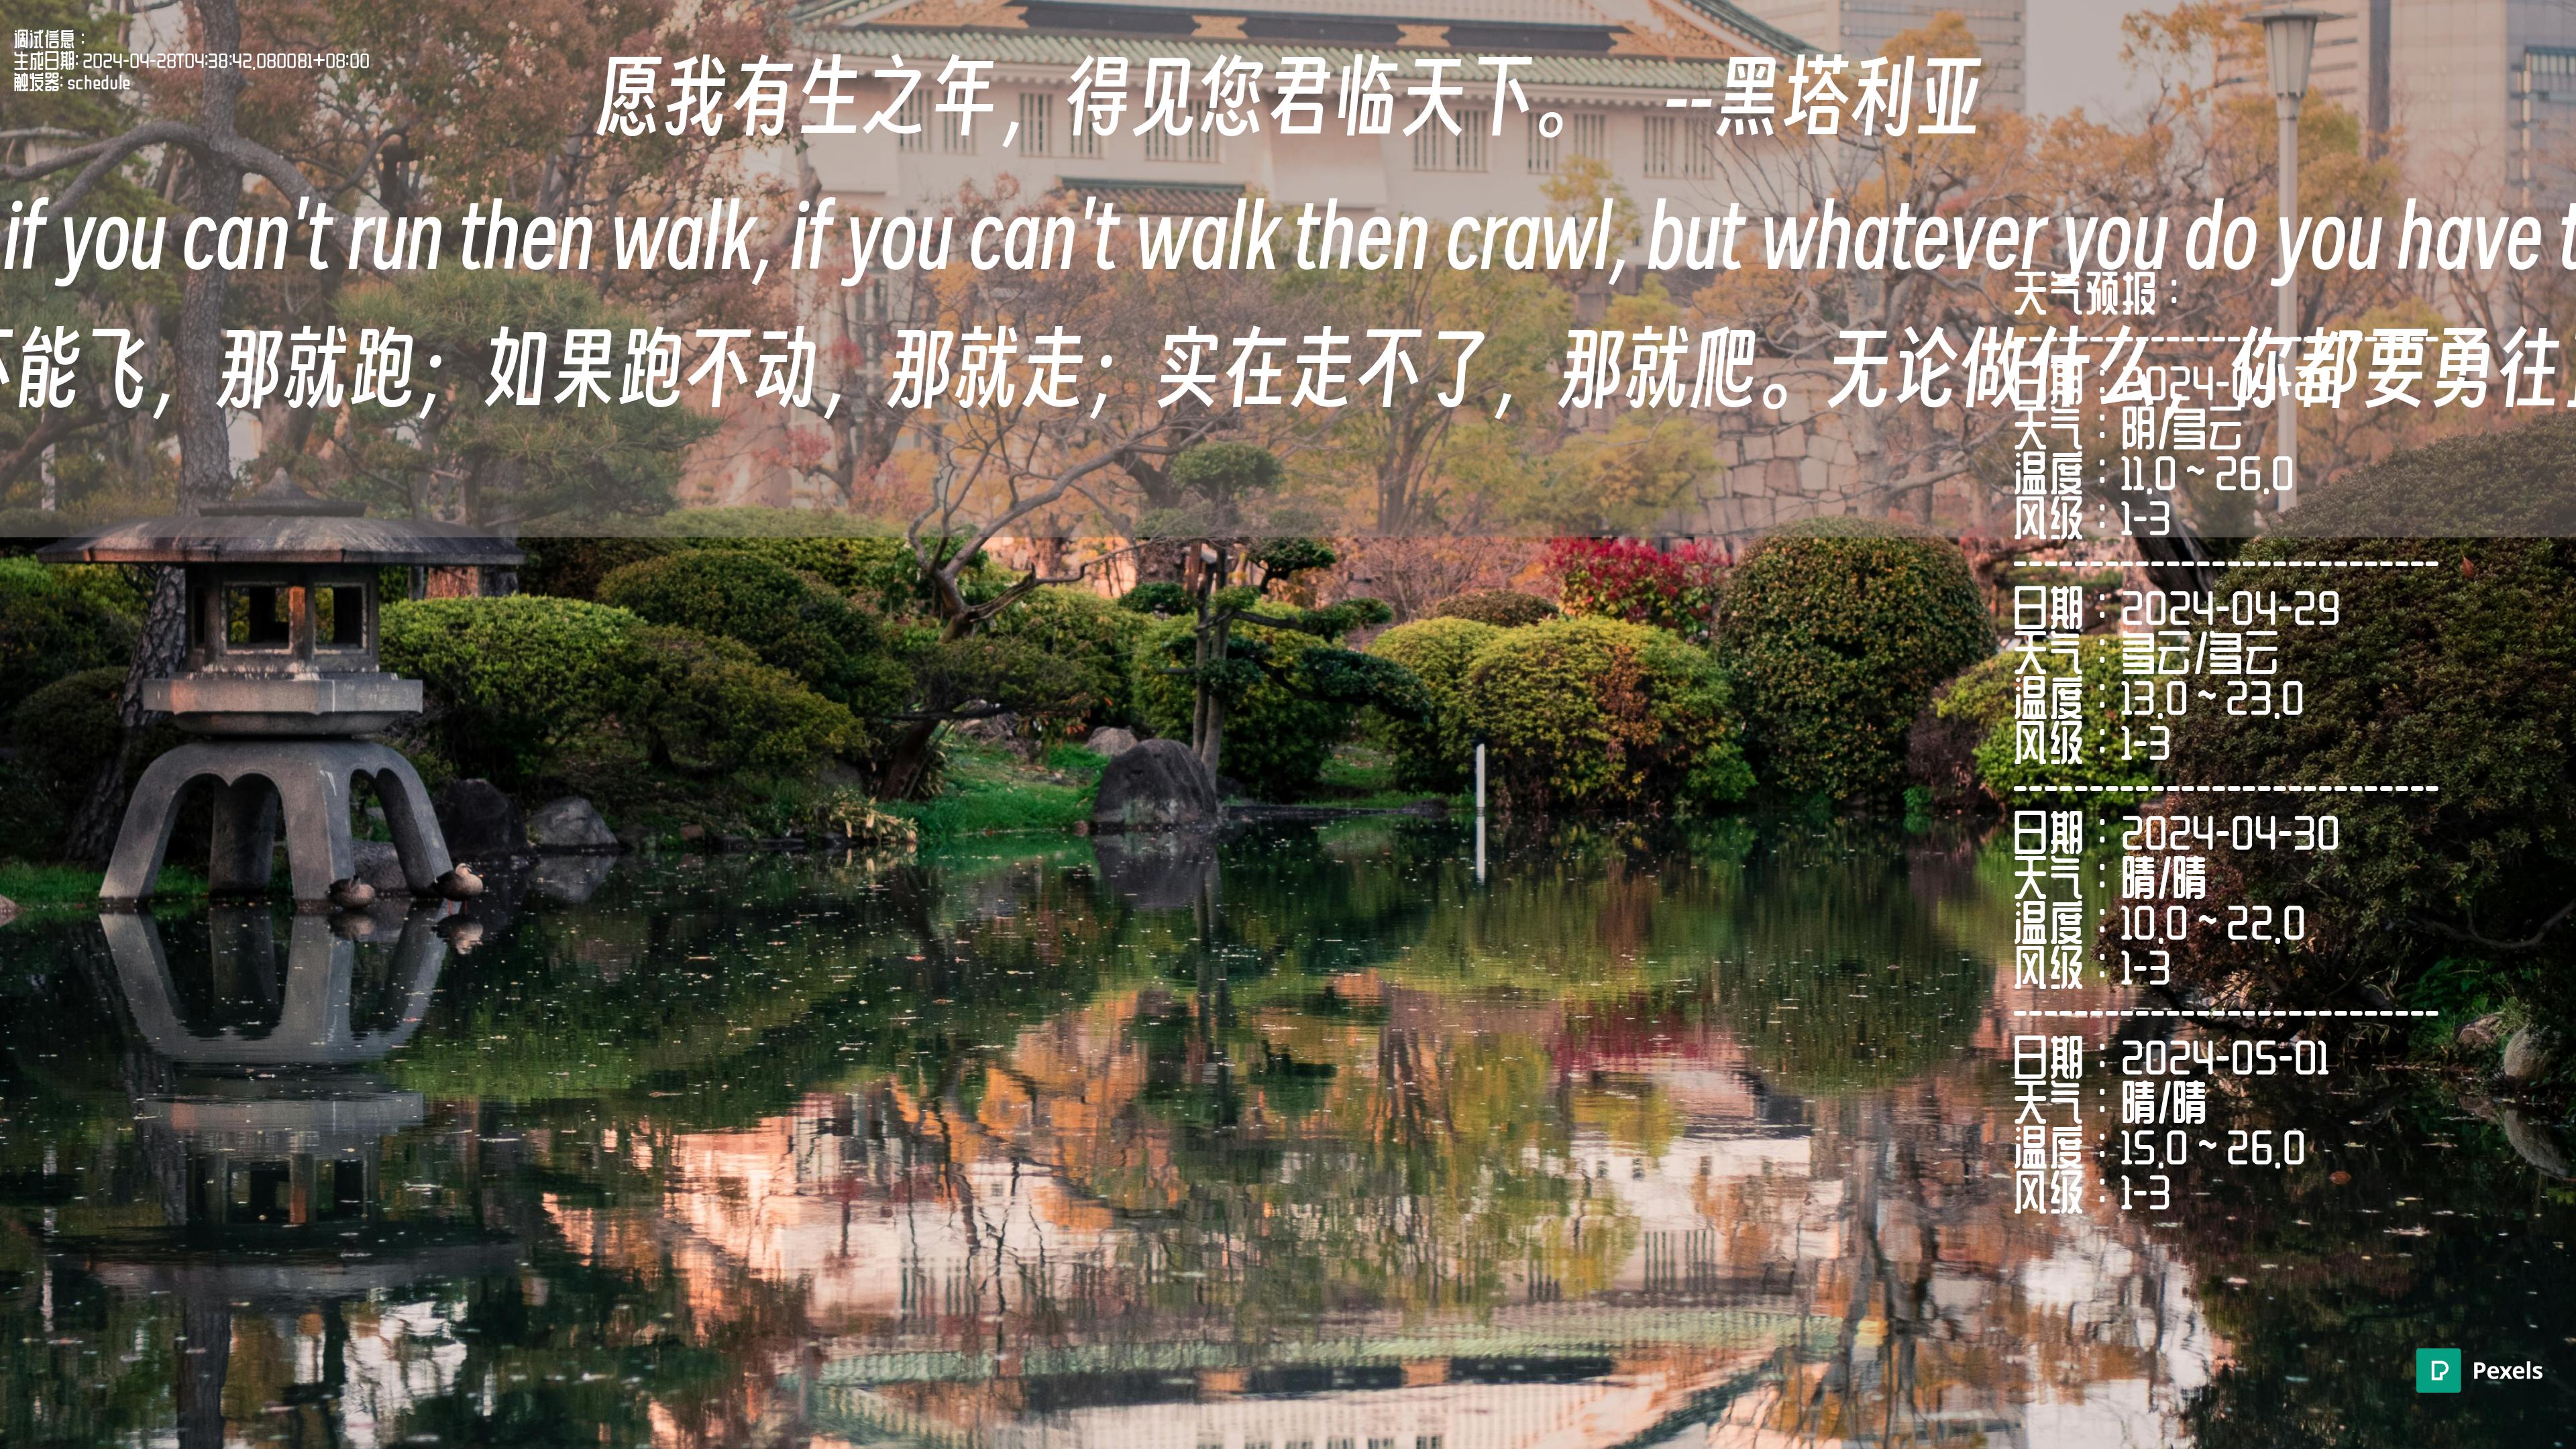 调试信息：
生成日期: 2024-04-28T04:38:42.080081+08:00
触发器: schedule
愿我有生之年，得见您君临天下。 --黑塔利亚
if you can't run then walk, if you can't walk then crawl, but whatever you do you have
能飞，那就跑；如果跑不动，那就走；实在走不了，那就爬。无论做什么，你都要勇往
天气预报：
日期：2024-04-
天气：阴/多云
温度：11.0 ~ 26.0
风级：1-3
----------------------------
日期：2024-04-29
天气：多云/多云
温度：13.0 ~ 23.0
风级：1-3
----------------------------
日期：2024-04-30
天气：晴/晴
温度：10.0 ~ 22.0
风级：1-3
----------------------------
日期：2024-05-01
天气：晴/晴
温度：15.0 ~ 26.0
风级：1-3
Pexels